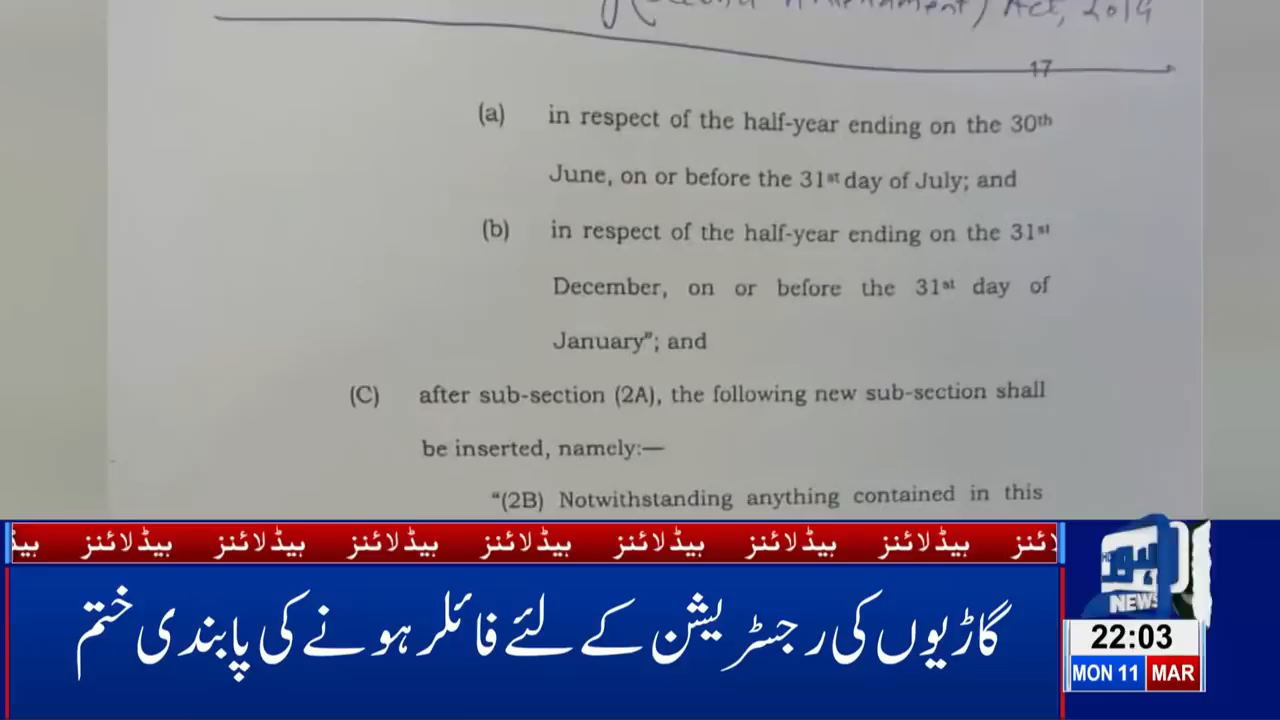 (Second Amendment) Act, 2019
17
(a) in respect of the half-year ending on the 30th
June, on or before the 31st day of July; and
(b) in respect of the half-year ending on the 31st
December, on or before the 31st day of
January"; and
(C) after sub-section (2A), the following new sub-section shall
be inserted, namely:—
"(2B) Notwithstanding anything contained in this
ہیڈلائنز ہیڈلائنز ہیڈلائنز ہیڈلائنز ہیڈلائنز ہیڈلائنز ہیڈلائنز
گاڑیوں کی رجسٹریشن کے لئے فائلر ہونے کی پابندی ختم
NEWS
22:03
MON 11 MAR